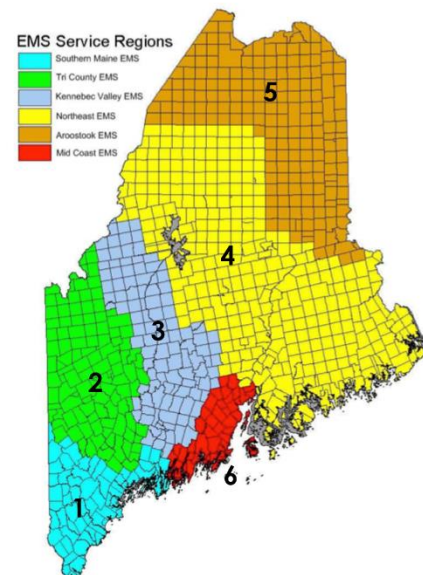 EMS Service Regions
Southern Maine EMS
Tri County EMS
Kennebec Valley EMS
Northeast EMS
Aroostook EMS
Mid Coast EMS
5
4
3
2
6
1